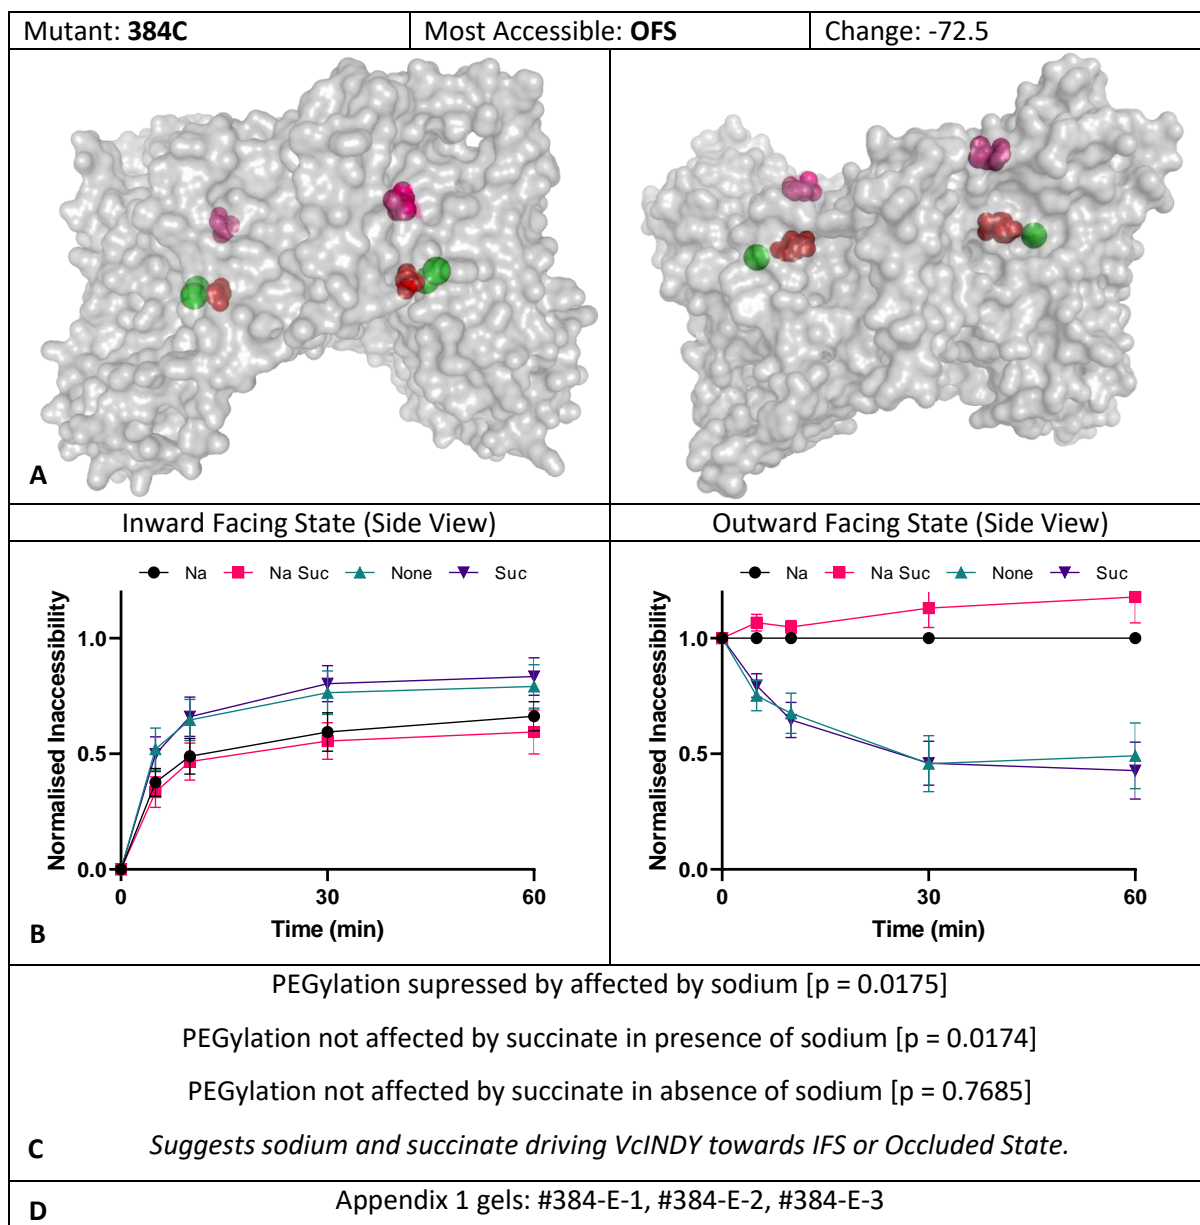 Mutant: 384C
Most Accessible: OFS
Change: -72.5
A
Inward Facing State (Side View)
Outward Facing State (Side View)
Na
Na Suc
None
Suc
Normalised Inaccessibility
1.0
0.5
0.0
0
30
60
Time (min)
B
Na
Na Suc
None
Suc
Normalised Inaccessibility
1.0
0.5
0.0
0
30
60
Time (min)
PEGylation supressed by affected by sodium [p = 0.0175]
PEGylation not affected by succinate in presence of sodium [p = 0.0174]
PEGylation not affected by succinate in absence of sodium [p = 0.7685]
C
Suggests sodium and succinate driving VcINDY towards IFS or Occluded State.
D
Appendix 1 gels: #384-E-1, #384-E-2, #384-E-3